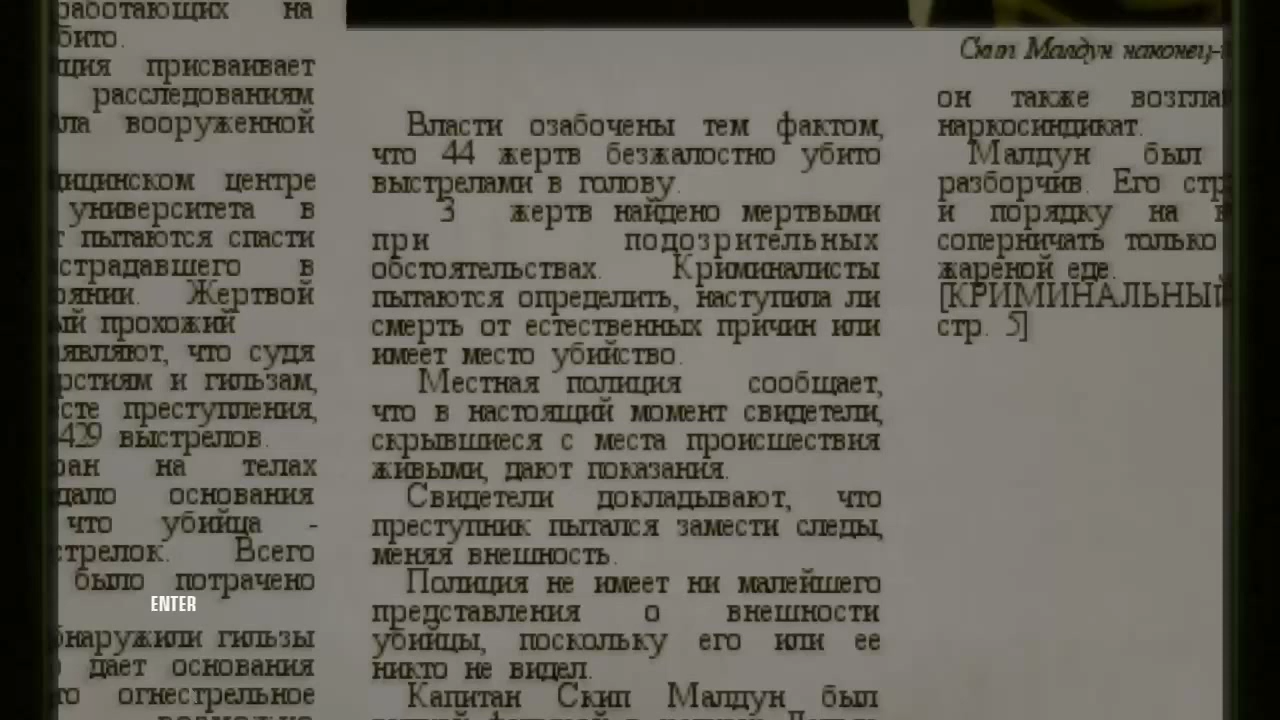 работающих на
бито.
ция присваивает
расследованиям
ла вооруженной
дицинском центре
университета в
т пытаются спасти
страдавшего в
оянии. Жертвой
ый прохожий
являют, что судя
рстиям и гильзам,
сте преступления,
429 выстрелов.
ран на телах
дало основания
что убийца -
стрелок. Всего
было потрачено
ENTER
бнаружили гильзы
дает основания
то огнестрельное
Власти озабочены тем фактом,
что 44 жертв безжалостно убито
выстрелами в голову.
3 жертв найдено мертвыми
при подозрительных
обстоятельствах. Криминалисты
пытаются определить, наступила ли
смерть от естественных причин или
имеет место убийство.
Местная полиция сообщает,
что в настоящий момент свидетели,
скрывшиеся с места происшествия
живыми, дают показания.
Свидетели докладывают, что
преступник пытался замести следы,
меняя внешность.
Полиция не имеет ни малейшего
представления о внешности
убийцы, поскольку его или ее
никто не видел.
Капитан Скип Малдун был
Скип Малдун наконец-
он также возгла
наркосиндикат.
Малдун был
разборчив. Его стр
и порядку на в
соперничать только
жареной еде.
[КРИМИНАЛЬНЫЙ
стр. 5]